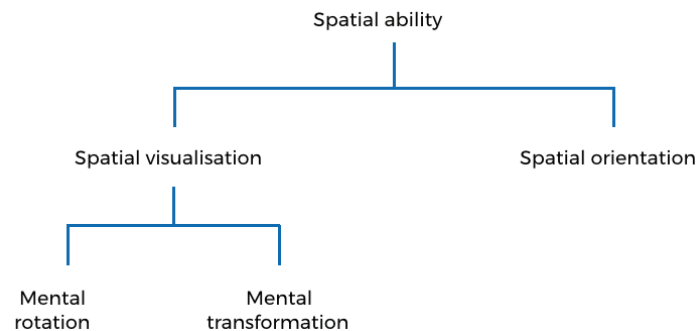 Spatial ability
Spatial visualisation
Spatial orientation
Mental
rotation
Mental
transformation